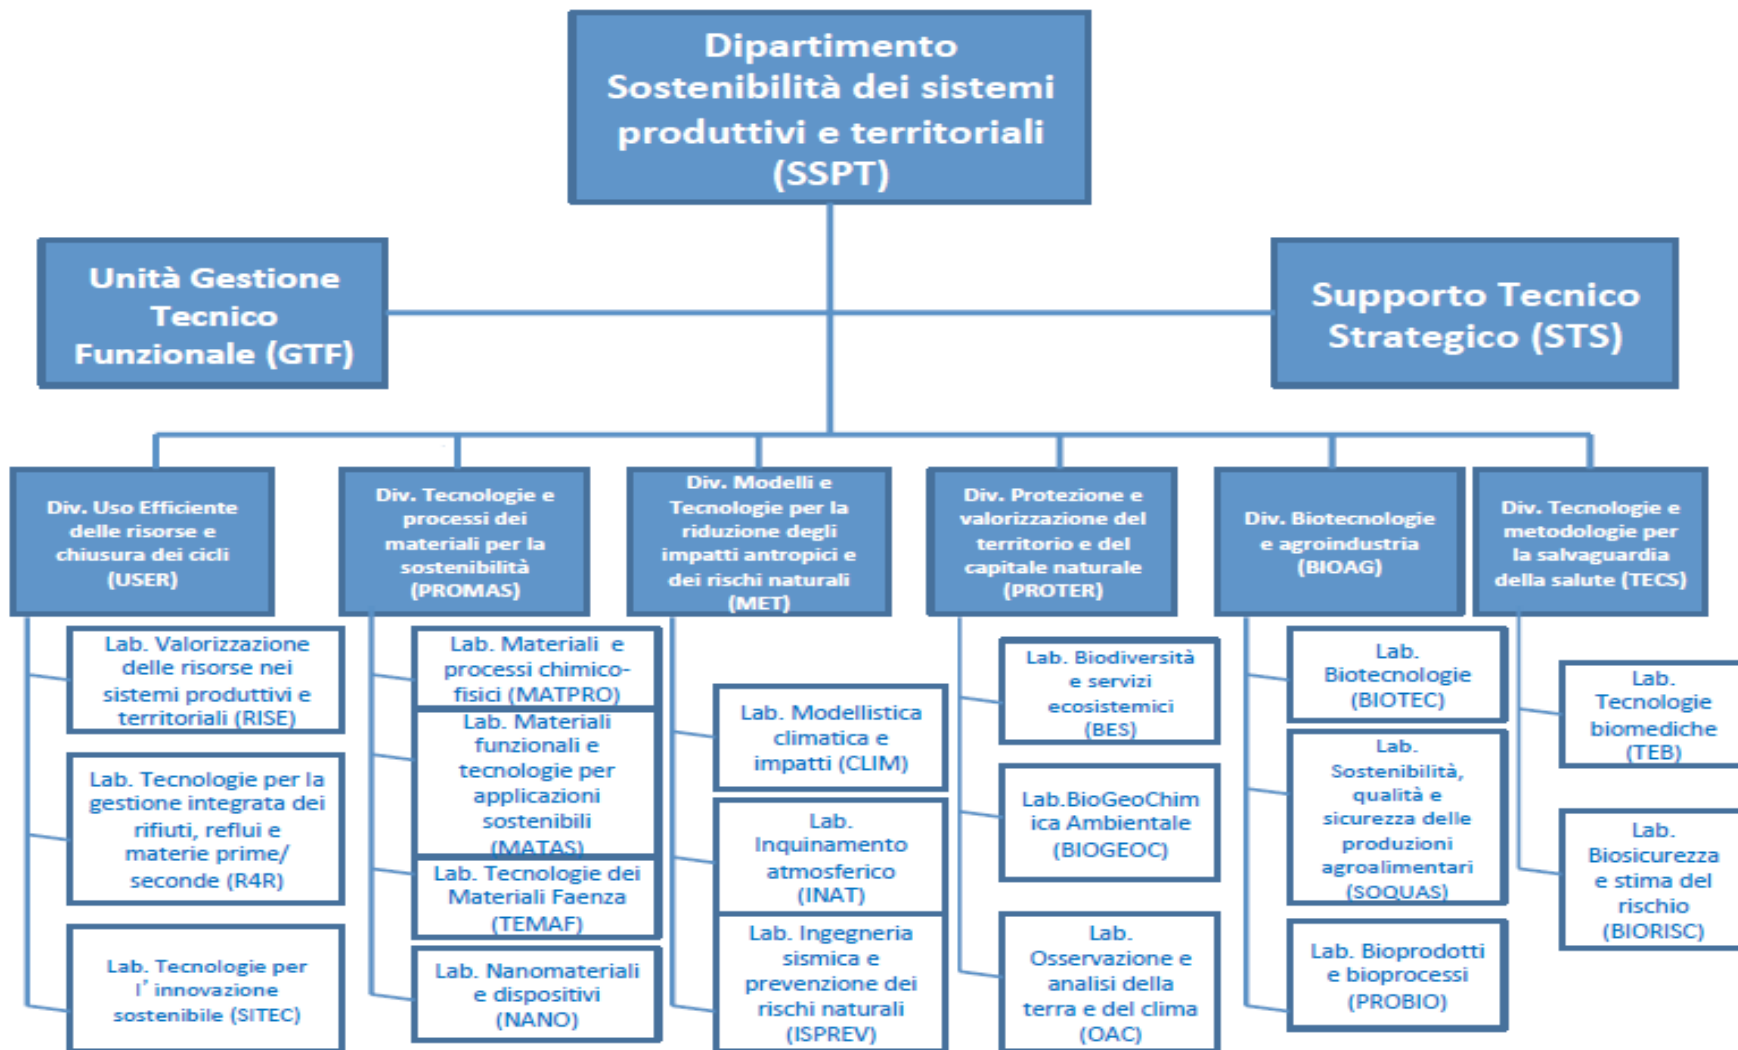 Dipartimento
Sostenibilità dei sistemi
produttivi e territoriali
(SSPT)
Unità Gestione
Tecnico
Funzionale (GTF)
Supporto Tecnico
Strategico (STS)
Div. Uso Efficiente
delle risorse e
chiusura dei cicli
(USER)
Div. Tecnologie e
processi dei
materiali per la
sostenibilità
(PROMAS)
Div. Modelli e
Tecnologie per la
riduzione degli
impatti antropici e
dei rischi naturali
(MET)
Div. Protezione e
valorizzazione del
territorio e del
capitale naturale
(PROTER)
Div. Biotecnologie
e agroindustria
(BIOAG)
Div. Tecnologie e
metodologie per
la salvaguardia
della salute (TECS)
Lab. Valorizzazione
delle risorse nei
sistemi produttivi e
territoriali (RISE)
Lab. Tecnologie per la
gestione integrata dei
rifiuti, reflui e
materie prime/
seconde (R4R)
Lab. Tecnologie per
l’ innovazione
sostenibile (SITEC)
Lab. Materiali e
processi chimico-
fisici (MATPRO)
Lab. Materiali
funzionali e
tecnologie per
applicazioni
sostenibili
(MATAS)
Lab. Tecnologie dei
Materiali Faenza
(TEMAF)
Lab. Nanomateriali
e dispositivi
(NANO)
Lab. Modellistica
climatica e
impatti (CLIM)
Lab.
Inquinamento
atmosferico
(INAT)
Lab. Ingegneria
sismica e
prevenzione dei
rischi naturali
(ISPREV)
Lab. Biodiversità
e servizi
ecosistemici
(BES)
Lab.BioGeoChim
ica Ambientale
(BIOGEOC)
Lab.
Osservazione e
analisi della
terra e del clima
(OAC)
Lab.
Biotecnologie
(BIOTEC)
Lab.
Sostenibilità,
qualità e
sicurezza delle
produzioni
agroalimentari
(SOQUAS)
Lab. Bioprodotti
e bioprocessi
(PROBIO)
Lab.
Tecnologie
biomediche
(TEB)
Lab.
Biosicurezza
e stima del
rischio
(BIORISC)